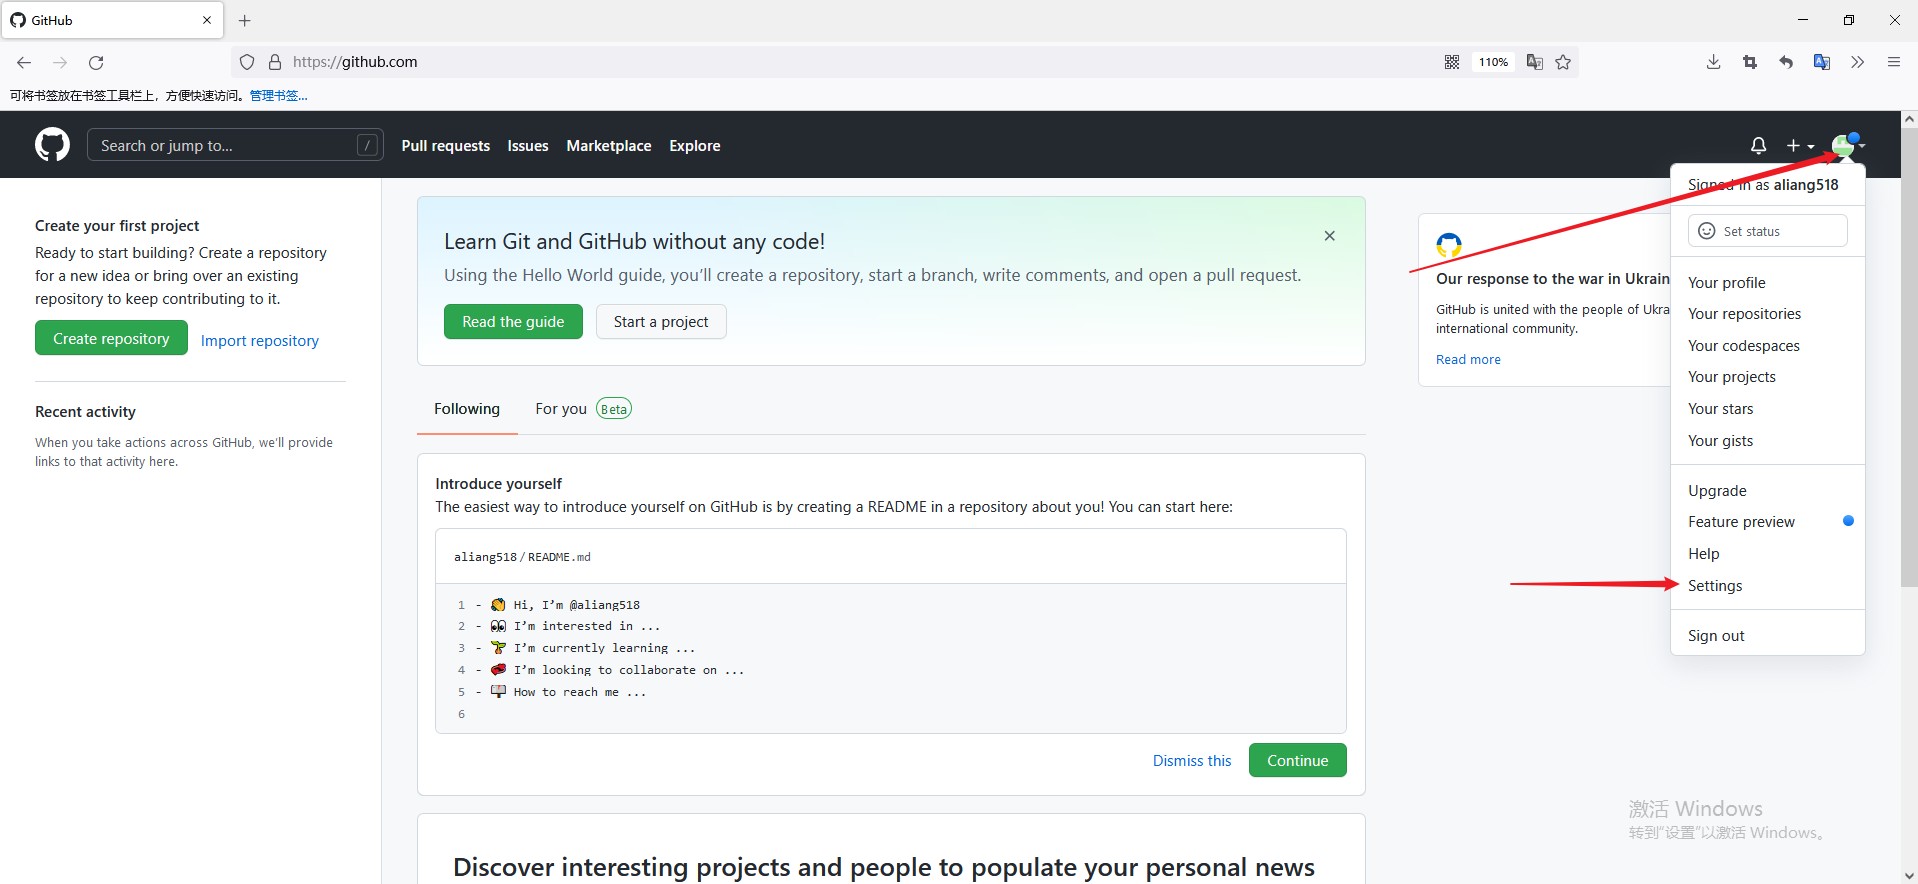 GitHub
https://github.com
110%
可将书签放在书签工具栏上，方便快速访问。管理书签...
Search or jump to... /
Pull requests Issues Marketplace Explore
Signed in as aliang518
Set status
Your profile
Your repositories
Your codespaces
Your projects
Your stars
Your gists
Upgrade
Feature preview
Help
Settings
Sign out
Create your first project
Ready to start building? Create a repository
for a new idea or bring over an existing
repository to keep contributing to it.
Create repository Import repository
Recent activity
When you take actions across GitHub, we'll provide
links to that activity here.
Learn Git and GitHub without any code!
Using the Hello World guide, you'll create a repository, start a branch, write comments, and open a pull request.
Read the guide Start a project
Following For you Beta
Introduce yourself
The easiest way to introduce yourself on GitHub is by creating a README in a repository about you! You can start here:
aliang518/README.md
1 - 👋 Hi, I'm @aliang518
2 - 👀 I'm interested in ...
3 - 🌱 I'm currently learning ...
4 - 💞️ I'm looking to collaborate on ...
5 - 📫 How to reach me ...
6
Dismiss this Continue
Discover interesting projects and people to populate your personal news
Our response to the war in Ukrain
GitHub is united with the people of Ukra
international community.
Read more
激活 Windows
转到"设置"以激活 Windows。